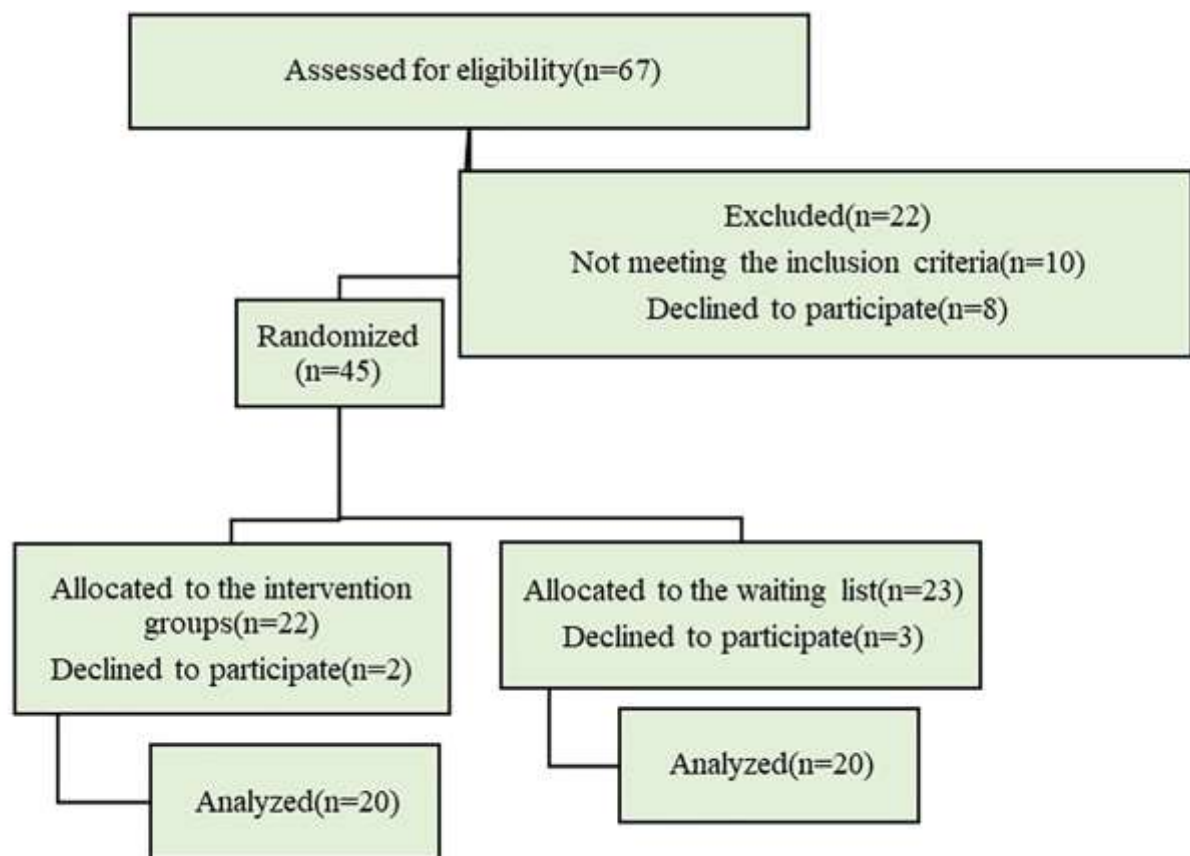 Assessed for eligibility(n=67)
Excluded(n=22)
Not meeting the inclusion criteria(n=10)
Declined to participate(n=8)
Randomized
(n=45)
Allocated to the intervention
groups(n=22)
Declined to participate(n=2)
Allocated to the waiting list(n=23)
Declined to participate(n=3)
Analyzed(n=20)
Analyzed(n=20)